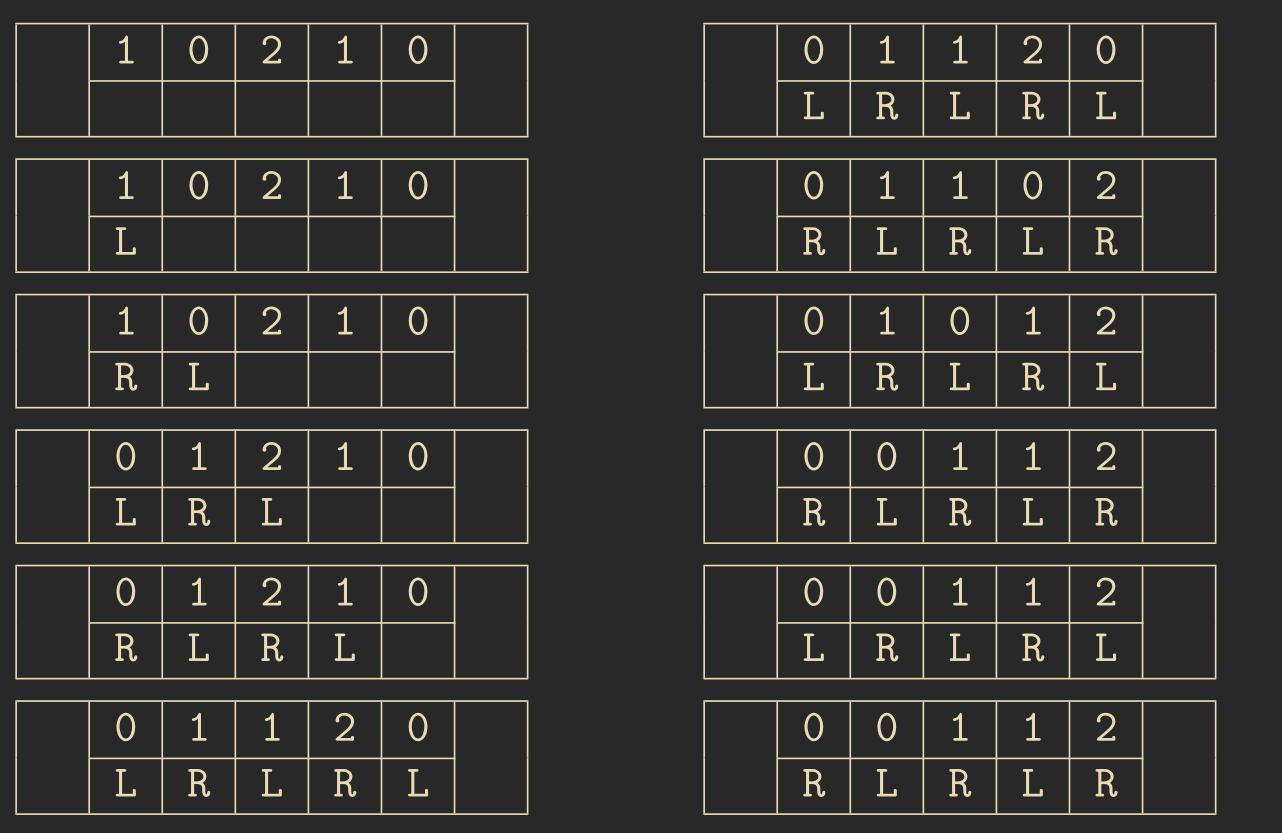 1 0 2 1 0
1 0 2 1 0
L
1 0 2 1 0
R L
0 1 2 1 0
L R L
0 1 2 1 0
R L R L
0 1 1 2 0
L R L R L
0 1 1 2 0
L R L R L
0 1 1 0 2
R L R L R
0 1 0 1 2
L R L R L
0 0 1 1 2
R L R L R
0 0 1 1 2
L R L R L
0 0 1 1 2
R L R L R